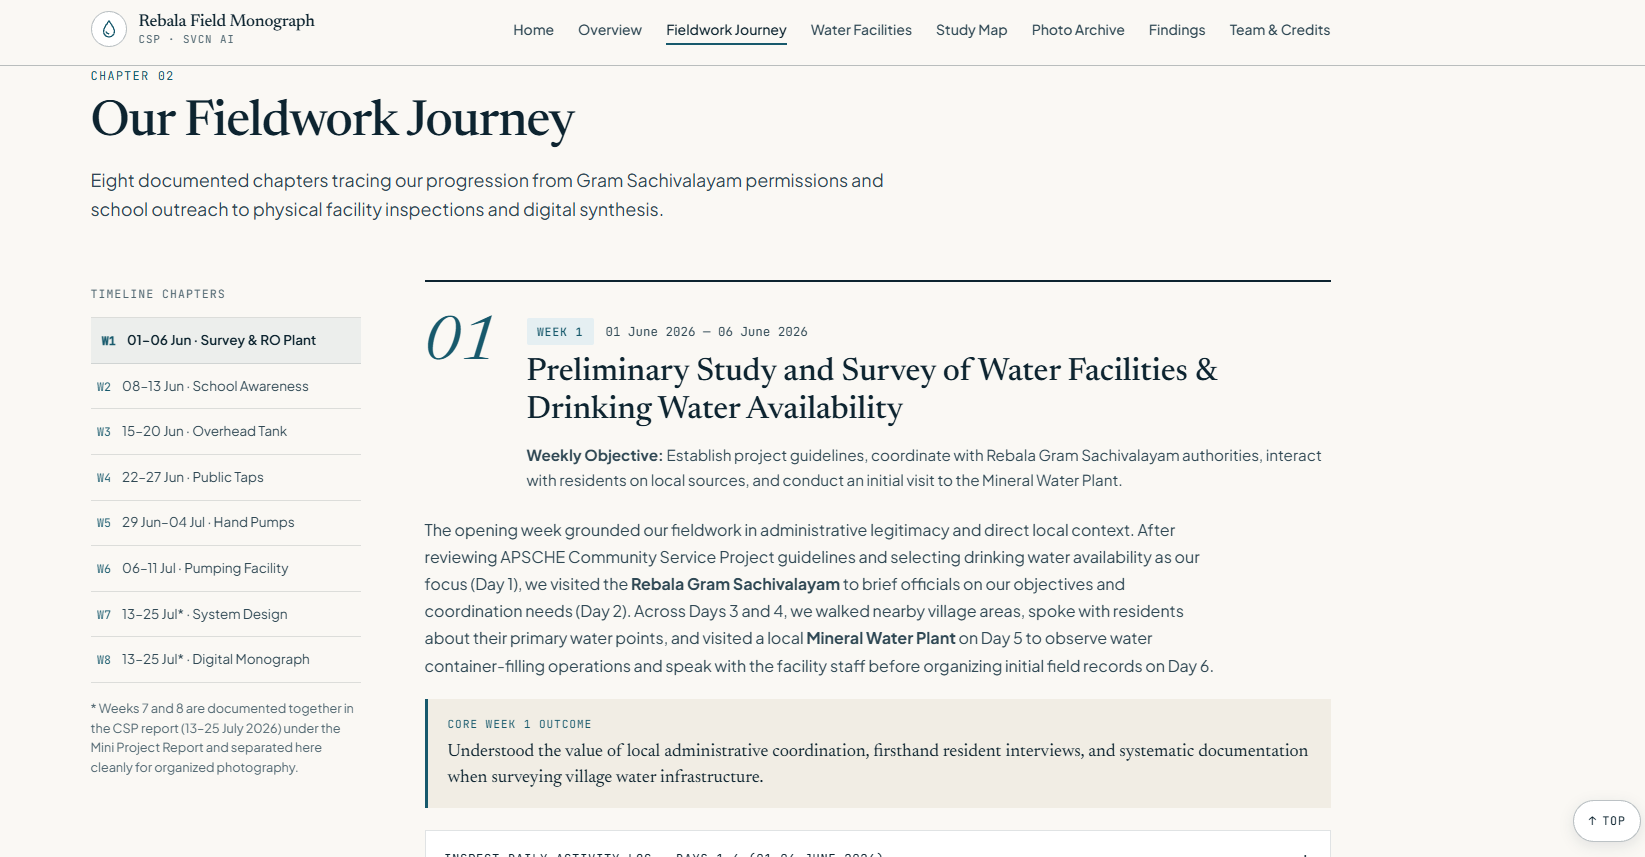 Rebala Field Monograph
CSP · SVCN AI
Home Overview Fieldwork Journey Water Facilities Study Map Photo Archive Findings Team & Credits
CHAPTER 02
Our Fieldwork Journey
Eight documented chapters tracing our progression from Gram Sachivalayam permissions and
school outreach to physical facility inspections and digital synthesis.
TIMELINE CHAPTERS
W1 01–06 Jun · Survey & RO Plant
W2 08–13 Jun · School Awareness
W3 15–20 Jun · Overhead Tank
W4 22–27 Jun · Public Taps
W5 29 Jun–04 Jul · Hand Pumps
W6 06–11 Jul · Pumping Facility
W7 13–25 Jul* · System Design
W8 13–25 Jul* · Digital Monograph
* Weeks 7 and 8 are documented together in
the CSP report (13–25 July 2026) under the
Mini Project Report and separated here
cleanly for organized photography.
01
WEEK 1 01 June 2026 — 06 June 2026
Preliminary Study and Survey of Water Facilities &
Drinking Water Availability
Weekly Objective: Establish project guidelines, coordinate with Rebala Gram Sachivalayam authorities, interact
with residents on local sources, and conduct an initial visit to the Mineral Water Plant.
The opening week grounded our fieldwork in administrative legitimacy and direct local context. After
reviewing APSCHE Community Service Project guidelines and selecting drinking water availability as our
focus (Day 1), we visited the Rebala Gram Sachivalayam to brief officials on our objectives and
coordination needs (Day 2). Across Days 3 and 4, we walked nearby village areas, spoke with residents
about their primary water points, and visited a local Mineral Water Plant on Day 5 to observe water
container-filling operations and speak with the facility staff before organizing initial field records on Day 6.
CORE WEEK 1 OUTCOME
Understood the value of local administrative coordination, firsthand resident interviews, and systematic documentation
when surveying village water infrastructure.
↑ TOP